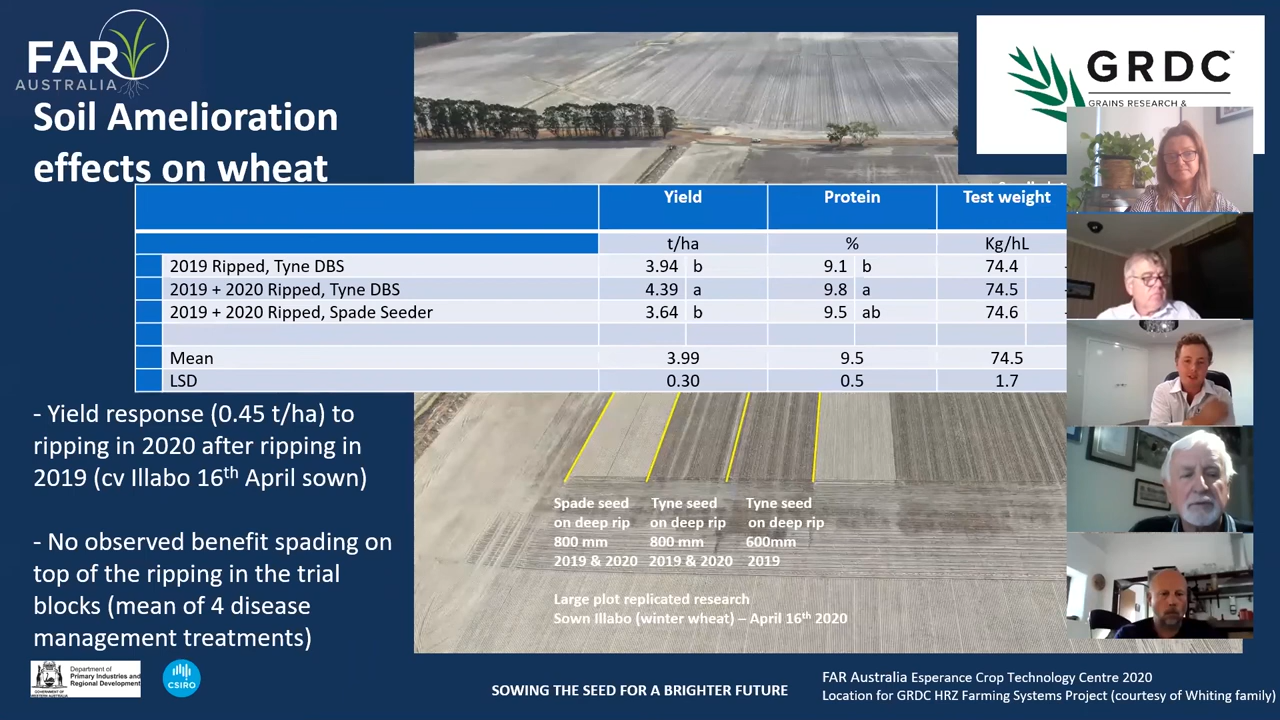 FAR
AUSTRALIA
Soil Amelioration
effects on wheat
GRDC™
GRAINS RESEARCH &
Yield Protein Test weight
t/ha % Kg/hL
2019 Ripped, Tyne DBS 3.94 b 9.1 b 74.4
2019 + 2020 Ripped, Tyne DBS 4.39 a 9.8 a 74.5
2019 + 2020 Ripped, Spade Seeder 3.64 b 9.5 ab 74.6
Mean 3.99 9.5 74.5
LSD 0.30 0.5 1.7
- Yield response (0.45 t/ha) to
ripping in 2020 after ripping in
2019 (cv Illabo 16th April sown)
- No observed benefit spading on
top of the ripping in the trial
blocks (mean of 4 disease
management treatments)
Spade seed Tyne seed Tyne seed
on deep rip on deep rip on deep rip
800 mm 800 mm 600mm
2019 & 2020 2019 & 2020 2019
Large plot replicated research
Sown Illabo (winter wheat) – April 16th 2020
Department of
Primary Industries and
Regional Development
GOVERNMENT OF
WESTERN AUSTRALIA
CSIRO
SOWING THE SEED FOR A BRIGHTER FUTURE
FAR Australia Esperance Crop Technology Centre 2020
Location for GRDC HRZ Farming Systems Project (courtesy of Whiting family)